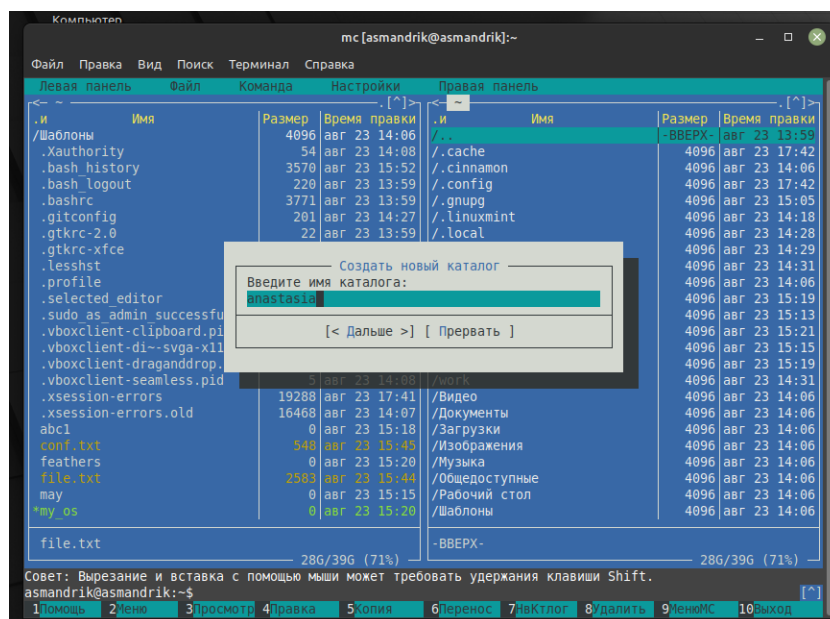 Компьютер
mc [asmandrik@asmandrik]:~
Файл Правка Вид Поиск Терминал Справка
Левая панель Файл Команда Настройки Правая панель
<— ~ .[^]> <— ~ .[^]>
.и Имя Размер Время правки .и Имя Размер Время правки
/Шаблоны 4096 авг 23 14:06 /.. -ВВЕРХ- авг 23 13:59
.Xauthority 54 авг 23 14:08 /.cache 4096 авг 23 17:42
.bash_history 3570 авг 23 15:52 /.cinnamon 4096 авг 23 14:06
.bash_logout 220 авг 23 13:59 /.config 4096 авг 23 17:42
.bashrc 3771 авг 23 13:59 /.gnupg 4096 авг 23 15:05
.gitconfig 201 авг 23 14:27 /.linuxmint 4096 авг 23 14:18
.gtkrc-2.0 22 авг 23 13:59 /.local 4096 авг 23 14:28
.gtkrc-xfce 4096 авг 23 14:29
.lesshst Создать новый каталог 4096 авг 23 14:31
.profile Введите имя каталога: 4096 авг 23 14:06
.selected_editor anastasia 4096 авг 23 15:19
.sudo_as_admin_successfu 4096 авг 23 15:13
.vboxclient-clipboard.pi [< Дальше >] [ Прервать ] 4096 авг 23 15:21
.vboxclient-di~-svga-x11 4096 авг 23 15:15
.vboxclient-draganddrop. 4096 авг 23 15:19
.vboxclient-seamless.pid 5 авг 23 14:08 /work 4096 авг 23 14:31
.xsession-errors 19288 авг 23 17:41 /Видео 4096 авг 23 14:06
.xsession-errors.old 16468 авг 23 14:07 /Документы 4096 авг 23 14:06
abc1 0 авг 23 15:18 /Загрузки 4096 авг 23 14:06
conf.txt 548 авг 23 15:45 /Изображения 4096 авг 23 14:06
feathers 0 авг 23 15:20 /Музыка 4096 авг 23 14:06
file.txt 2583 авг 23 15:44 /Общедоступные 4096 авг 23 14:06
may 0 авг 23 15:15 /Рабочий стол 4096 авг 23 14:06
*my_os 0 авг 23 15:20 /Шаблоны 4096 авг 23 14:06
file.txt -ВВЕРХ-
28G/39G (71%) 28G/39G (71%)
Совет: Вырезание и вставка с помощью мыши может требовать удержания клавиши Shift.
asmandrik@asmandrik:~$ [^]
1Помощь 2Меню 3Просмотр 4Правка 5Копия 6Перенос 7НвКтлог 8Удалить 9МенюМС 10Выход